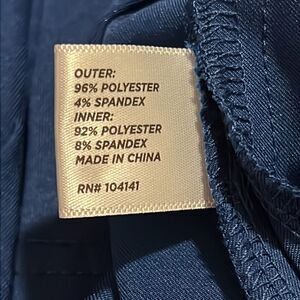 OUTER:
96% POLYESTER
4% SPANDEX
INNER:
92% POLYESTER
8% SPANDEX
MADE IN CHINA
RN# 104141